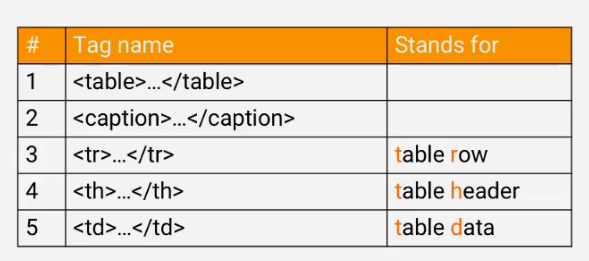 # Tag name Stands for
1 <table>...</table>
2 <caption>...</caption>
3 <tr>...</tr> table row
4 <th>...</th> table header
5 <td>...</td> table data